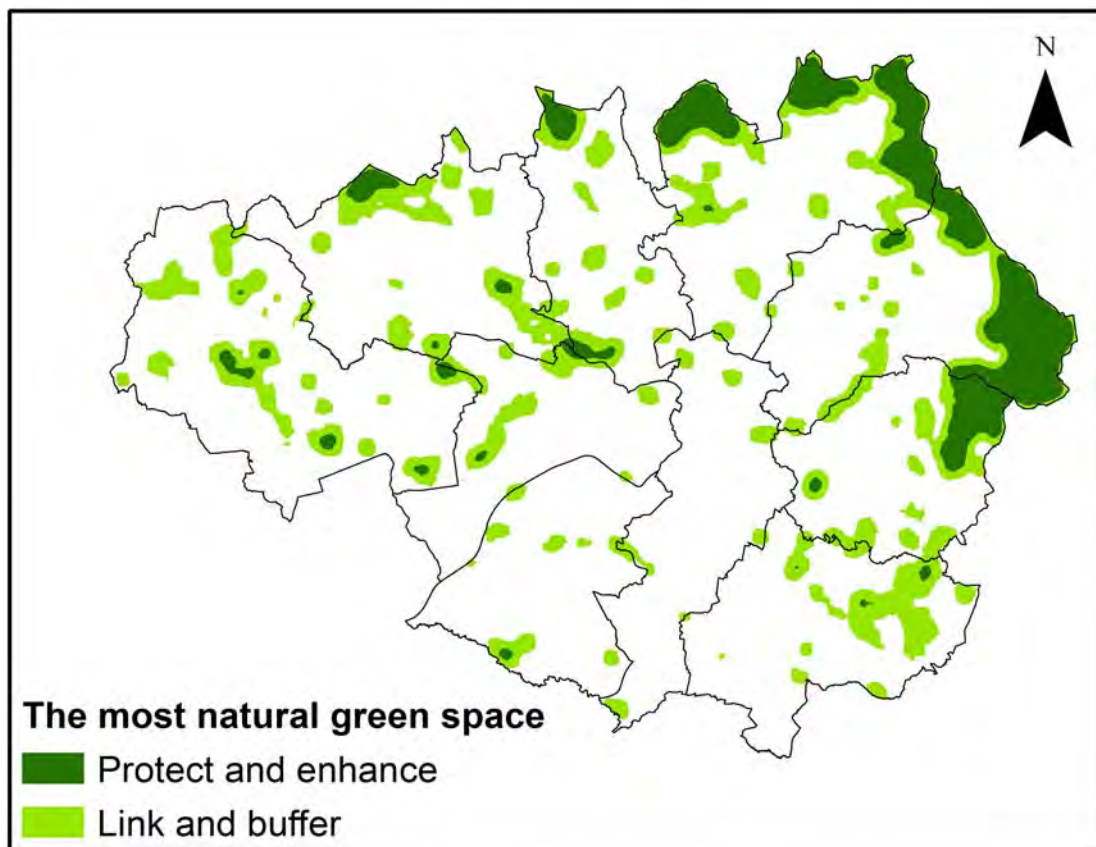 N
The most natural green space
Protect and enhance
Link and buffer